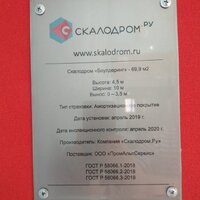 СКАЛОДРОМ.РУ
www.skalodrom.ru
Скалодром «Боулдеринг» - 69,9 м2
Высота: 4,5 м
Ширина: 10 м
Вынос: 0 – 3,5 м
Тип страховки: Амортизационное покрытие
Дата установки: апрель 2019 г.
Дата инспекционного контроля: апрель 2020 г.
Производитель: Компания «Скалодром.Ру»
Поставщик: ООО «ПромАльпСервис»
ГОСТ Р 58066.1-2018
ГОСТ Р 58066.2-2018
ГОСТ Р 58066.3-2018